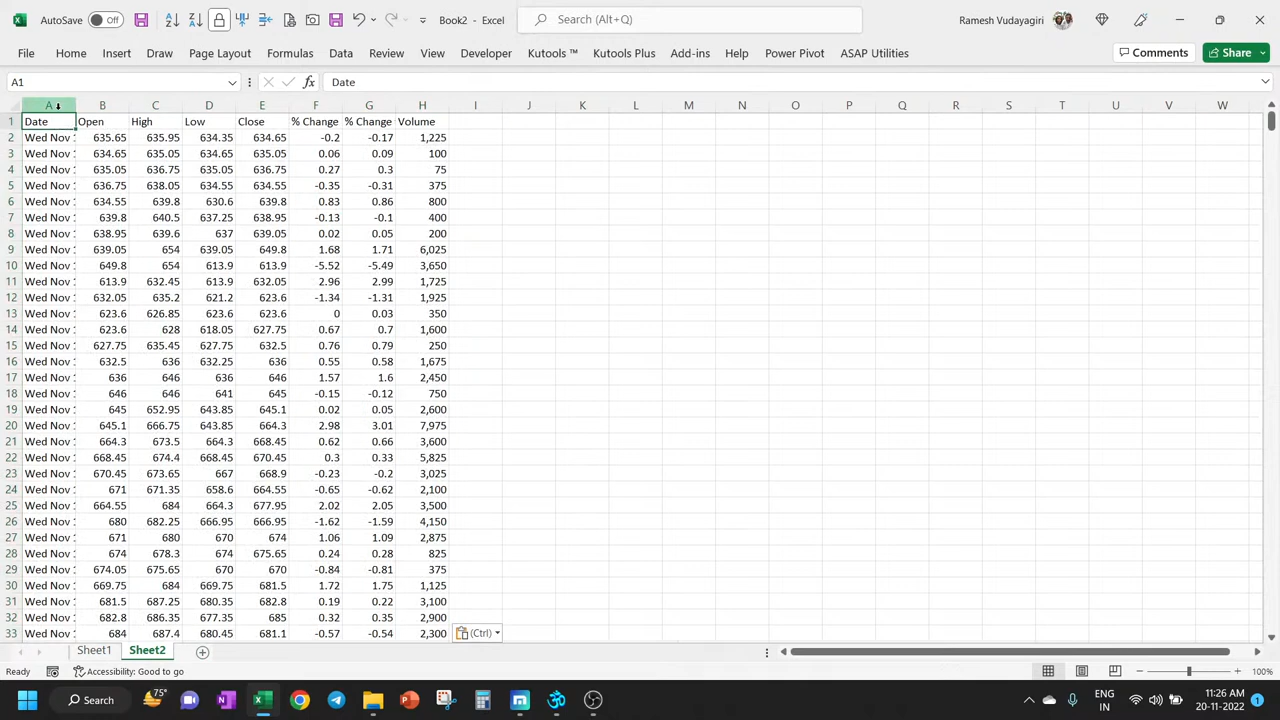 AutoSave Off Book2 - Excel Search (Alt+Q) Ramesh Vudayagiri
File Home Insert Draw Page Layout Formulas Data Review View Developer Kutools ™ Kutools Plus Add-ins Help Power Pivot ASAP Utilities Comments Share
A1 fx Date
A B C D E F G H I J K L M N O P Q R S T U V W
1 Date Open High Low Close % Change % Change Volume
2 Wed Nov 635.65 635.95 634.35 634.65 -0.2 -0.17 1,225
3 Wed Nov 634.65 635.05 634.65 635.05 0.06 0.09 100
4 Wed Nov 635.05 636.75 635.05 636.75 0.27 0.3 75
5 Wed Nov 636.75 638.05 634.55 634.55 -0.35 -0.31 375
6 Wed Nov 634.55 639.8 630.6 639.8 0.83 0.86 800
7 Wed Nov 639.8 640.5 637.25 638.95 -0.13 -0.1 400
8 Wed Nov 638.95 639.6 637 639.05 0.02 0.05 200
9 Wed Nov 639.05 654 639.05 649.8 1.68 1.71 6,025
10 Wed Nov 649.8 654 613.9 613.9 -5.52 -5.49 3,650
11 Wed Nov 613.9 632.45 613.9 632.05 2.96 2.99 1,725
12 Wed Nov 632.05 635.2 621.2 623.6 -1.34 -1.31 1,925
13 Wed Nov 623.6 626.85 623.6 623.6 0 0.03 350
14 Wed Nov 623.6 628 618.05 627.75 0.67 0.7 1,600
15 Wed Nov 627.75 635.45 627.75 632.5 0.76 0.79 250
16 Wed Nov 632.5 636 632.25 636 0.55 0.58 1,675
17 Wed Nov 636 646 636 646 1.57 1.6 2,450
18 Wed Nov 646 646 641 645 -0.15 -0.12 750
19 Wed Nov 645 652.95 643.85 645.1 0.02 0.05 2,600
20 Wed Nov 645.1 666.75 643.85 664.3 2.98 3.01 7,975
21 Wed Nov 664.3 673.5 664.3 668.45 0.62 0.66 3,600
22 Wed Nov 668.45 674.4 668.45 670.45 0.3 0.33 5,825
23 Wed Nov 670.45 673.65 667 668.9 -0.23 -0.2 3,025
24 Wed Nov 671 671.35 658.6 664.55 -0.65 -0.62 2,100
25 Wed Nov 664.55 684 664.3 677.95 2.02 2.05 3,500
26 Wed Nov 680 682.25 666.95 666.95 -1.62 -1.59 4,150
27 Wed Nov 671 680 670 674 1.06 1.09 2,875
28 Wed Nov 674 678.3 674 675.65 0.24 0.28 825
29 Wed Nov 674.05 675.65 670 670 -0.84 -0.81 375
30 Wed Nov 669.75 684 669.75 681.5 1.72 1.75 1,125
31 Wed Nov 681.5 687.25 680.35 682.8 0.19 0.22 3,100
32 Wed Nov 682.8 686.35 677.35 685 0.32 0.35 2,900
33 Wed Nov 684 687.4 680.45 681.1 -0.57 -0.54 2,300
(Ctrl)
Sheet1 Sheet2
Ready Accessibility: Good to go 100%
Search 75° ENG IN 11:26 AM 20-11-2022 1